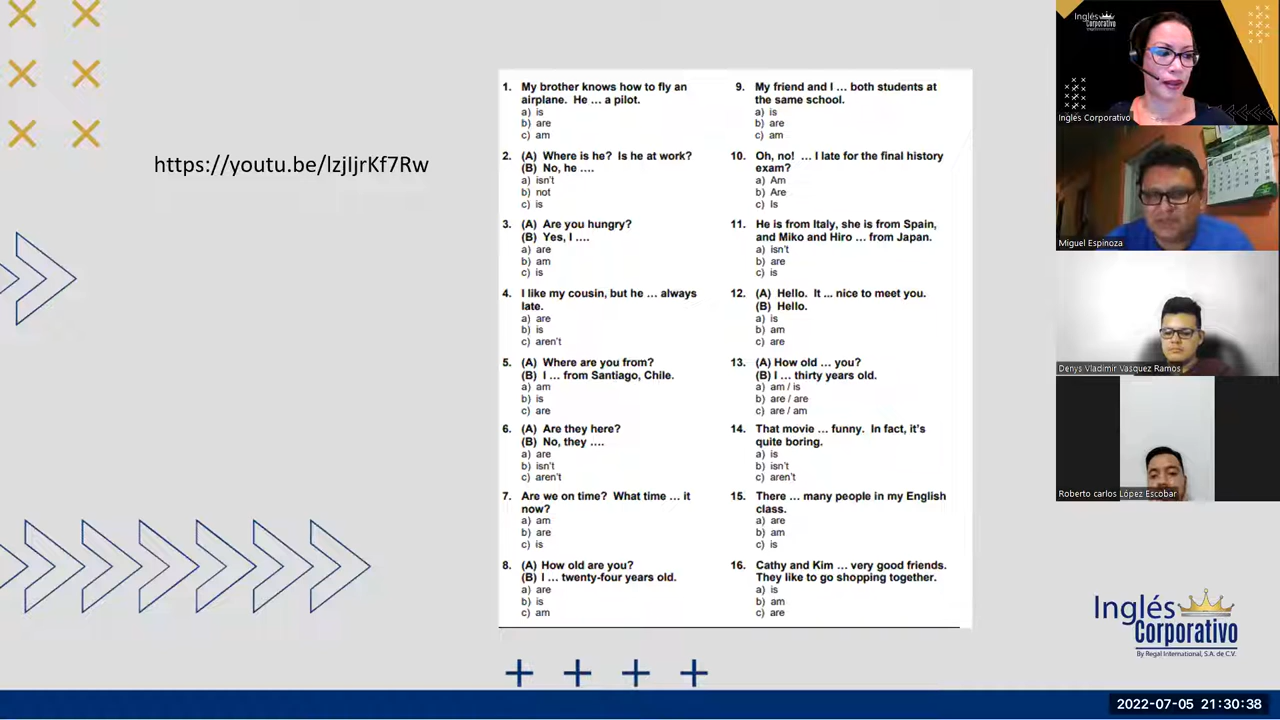 https://youtu.be/lzjIjrKf7Rw
1. My brother knows how to fly an
airplane. He ... a pilot.
a) is
b) are
c) am
2. (A) Where is he? Is he at work?
(B) No, he ....
a) isn't
b) not
c) is
3. (A) Are you hungry?
(B) Yes, I ....
a) are
b) am
c) is
4. I like my cousin, but he ... always
late.
a) are
b) is
c) aren't
5. (A) Where are you from?
(B) I ... from Santiago, Chile.
a) am
b) is
c) are
6. (A) Are they here?
(B) No, they ....
a) are
b) isn't
c) aren't
7. Are we on time? What time ... it
now?
a) am
b) are
c) is
8. (A) How old are you?
(B) I ... twenty-four years old.
a) are
b) is
c) am
9. My friend and I ... both students at
the same school.
a) is
b) are
c) am
10. Oh, no! ... I late for the final history
exam?
a) Am
b) Are
c) Is
11. He is from Italy, she is from Spain,
and Miko and Hiro ... from Japan.
a) isn't
b) are
c) is
12. (A) Hello. It ... nice to meet you.
(B) Hello.
a) is
b) am
c) are
13. (A) How old ... you?
(B) I ... thirty years old.
a) am / is
b) are / are
c) are / am
14. That movie ... funny. In fact, it's
quite boring.
a) is
b) isn't
c) aren't
15. There ... many people in my English
class.
a) are
b) am
c) is
16. Cathy and Kim ... very good friends.
They like to go shopping together.
a) is
b) am
c) are
Inglés
Corporativo
Inglés Corporativo
Miguel Espinoza
Denys Vladimir Vasquez Ramos
Roberto carlos López Escobar
Inglés
Corporativo
By Regal International, S.A. de C.V.
2022-07-05 21:30:38